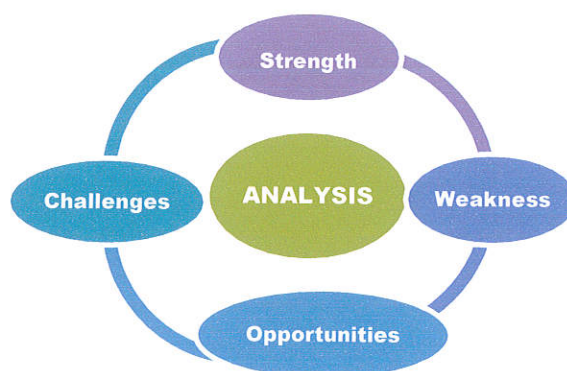 Strength
Challenges
ANALYSIS
Weakness
Opportunities